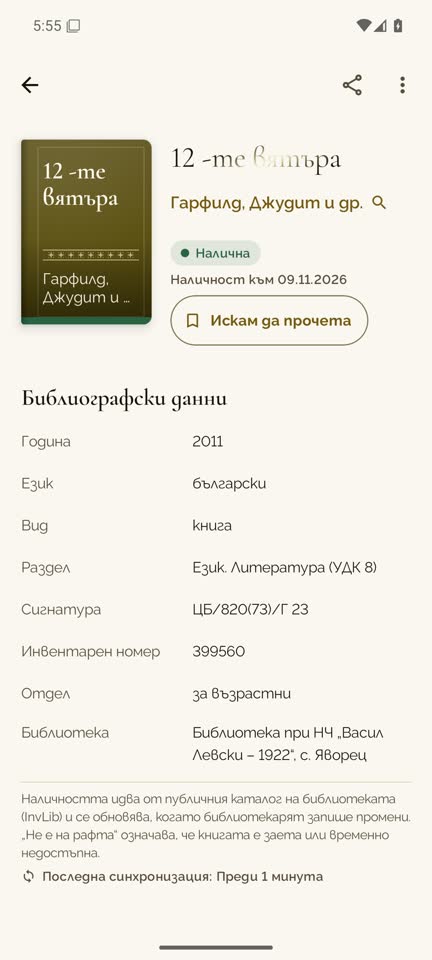 5:55
12 -те вятъра
12 -те
вятъра
Гарфилд,
Джудит и ...
Гарфилд, Джудит и др.
Налична
Наличност към 09.11.2026
Искам да прочета
Библиографски данни
Година 2011
Език български
Вид книга
Раздел Език. Литература (УДК 8)
Сигнатура ЦБ/820(73)/Г 23
Инвентарен номер 399560
Отдел за възрастни
Библиотека Библиотека при НЧ „Васил
Левски – 1922“, с. Яворец
Наличността идва от публичния каталог на библиотеката
(InvLib) и се обновява, когато библиотекарят запише промени.
„Не е на рафта“ означава, че книгата е заета или временно
недостъпна.
Последна синхронизация: Преди 1 минута